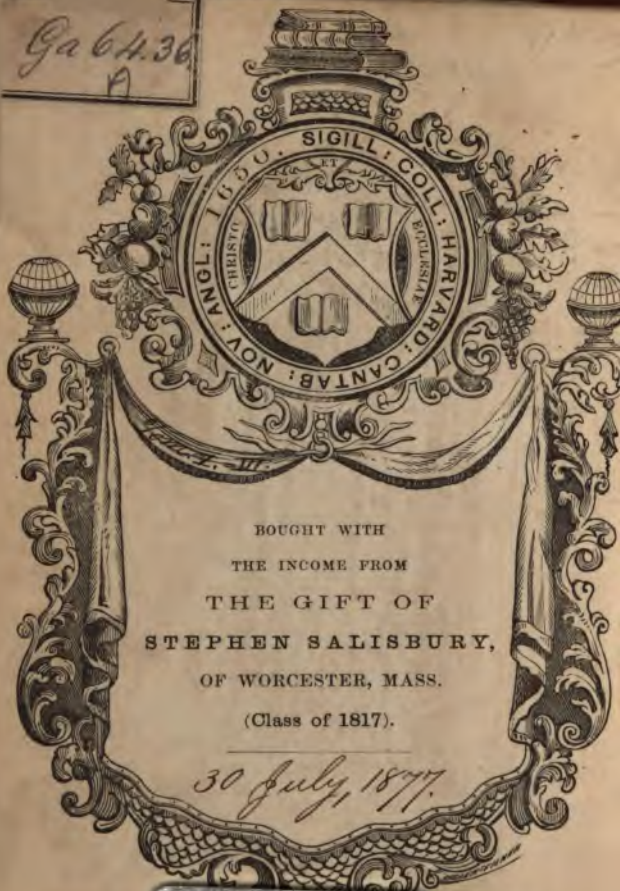 Ga 64.36
A
SIGILL: COLL: HARVARD: CANTAB: NOV: ANGL: 1650.
ET
CHRISTO
ECCLESIAE
BOUGHT WITH
THE INCOME FROM
THE GIFT OF
STEPHEN SALISBURY,
OF WORCESTER, MASS.
(Class of 1817).
30 July, 1877.